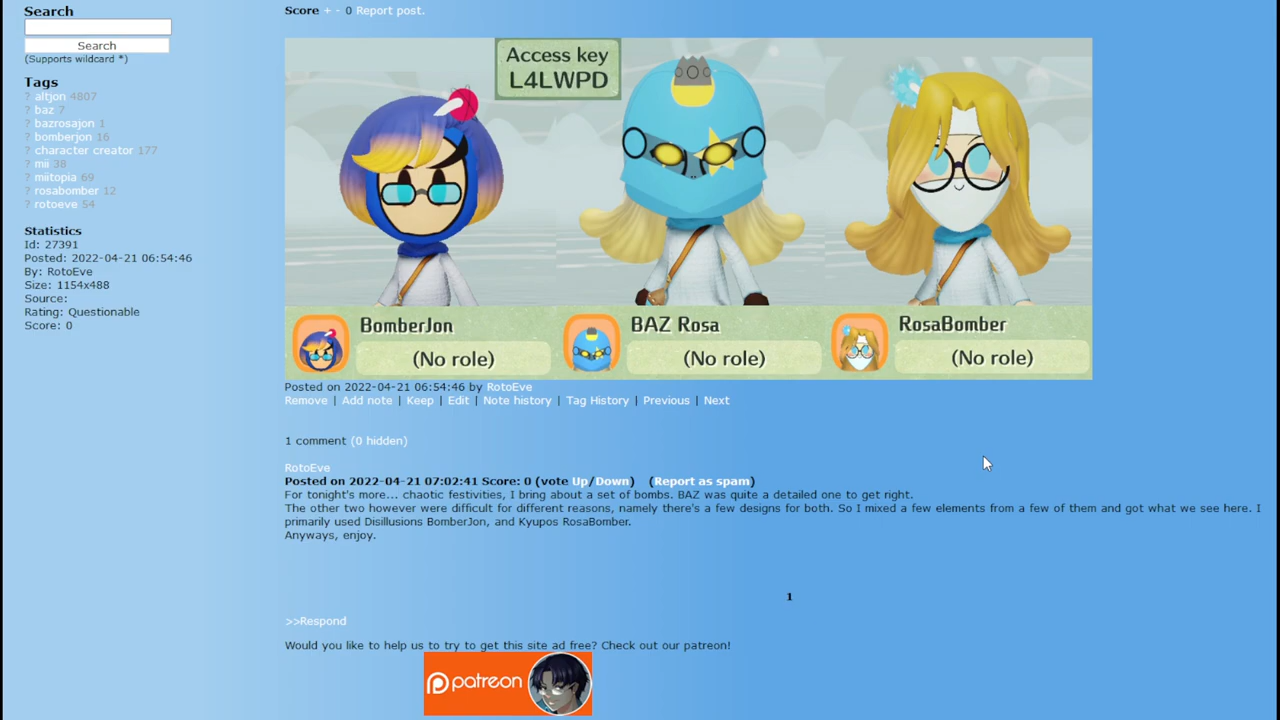 Search
Search
(Supports wildcard *)
Tags
? altjon 4807
? baz 7
? bazrosajon 1
? bomberjon 16
? character creator 177
? mii 38
? miitopia 69
? rosabomber 12
? rotoeve 54
Statistics
Id: 27391
Posted: 2022-04-21 06:54:46
By: RotoEve
Size: 1154x488
Source:
Rating: Questionable
Score: 0
Score + - 0 Report post.
Access key
L4LWPD
BomberJon
(No role)
BAZ Rosa
(No role)
RosaBomber
(No role)
Posted on 2022-04-21 06:54:46 by RotoEve
Remove | Add note | Keep | Edit | Note history | Tag History | Previous | Next
1 comment (0 hidden)
RotoEve
Posted on 2022-04-21 07:02:41 Score: 0 (vote Up/Down) (Report as spam)
For tonight's more... chaotic festivities, I bring about a set of bombs. BAZ was quite a detailed one to get right.
The other two however were difficult for different reasons, namely there's a few designs for both. So I mixed a few elements from a few of them and got what we see here. I
primarily used Disillusions BomberJon, and Kyupos RosaBomber.
Anyways, enjoy.
1
>>Respond
Would you like to help us to try to get this site ad free? Check out our patreon!
patreon